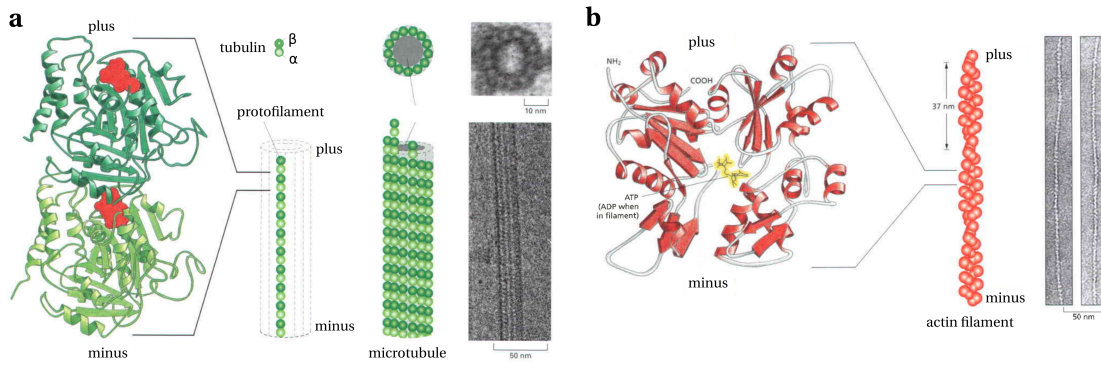 a
plus
tubulin β
α
protofilament
plus
minus
minus
microtubule
10 nm
50 nm
b
plus
NH2
COOH
ATP
(ADP when
in filament)
minus
plus
37 nm
minus
actin filament
50 nm